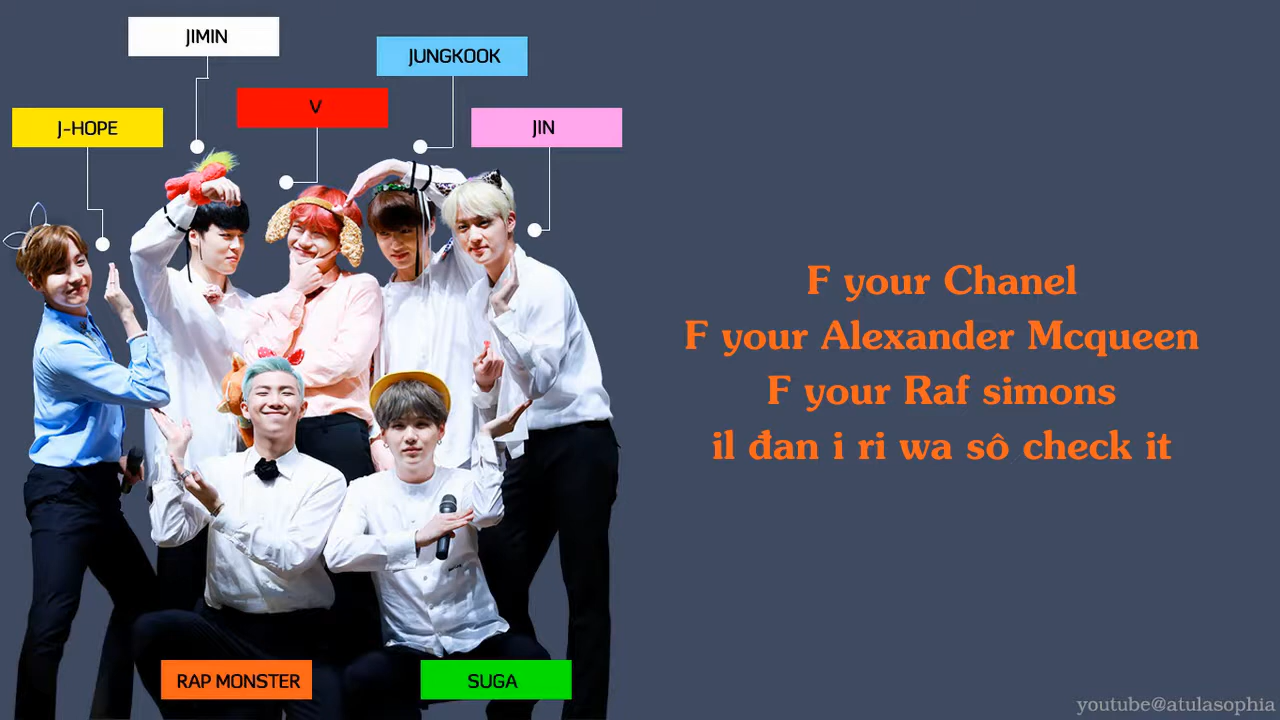 JIMIN
JUNGKOOK
V
J-HOPE
JIN
F your Chanel
F your Alexander Mcqueen
F your Raf simons
il đan i ri wa sô check it
RAP MONSTER
SUGA
youtube@atulasophia